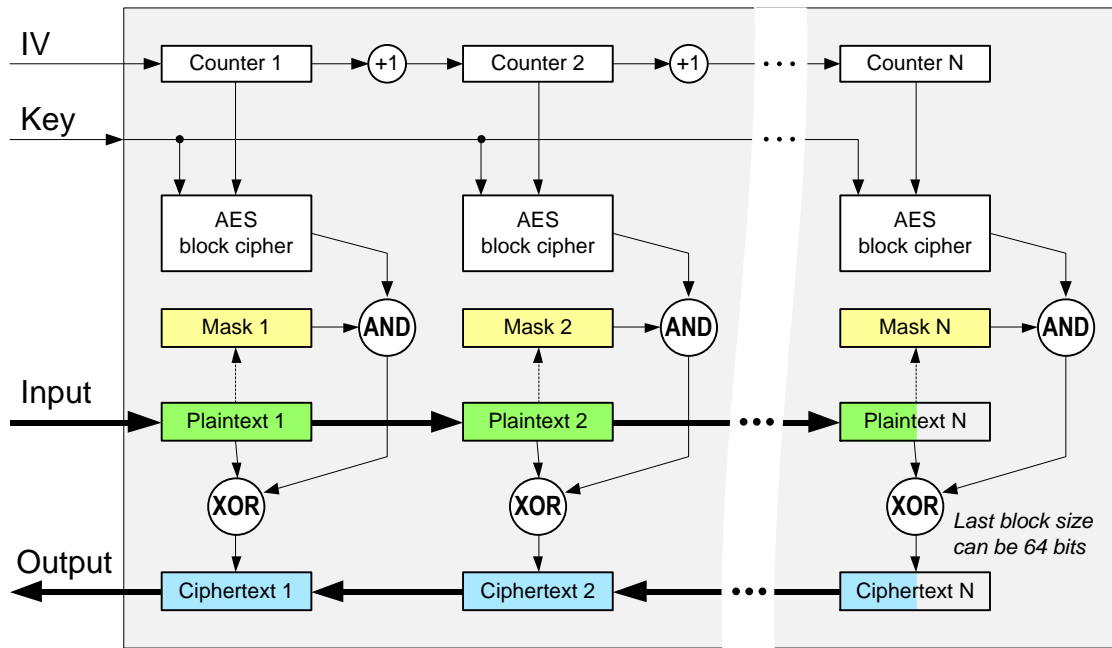 IV
Counter 1
+1
Counter 2
+1
Counter N
Key
AES
block cipher
AES
block cipher
AES
block cipher
Mask 1
AND
Mask 2
AND
Mask N
AND
Input
Plaintext 1
Plaintext 2
Plaintext N
XOR
XOR
XOR
Last block size
can be 64 bits
Output
Ciphertext 1
Ciphertext 2
Ciphertext N